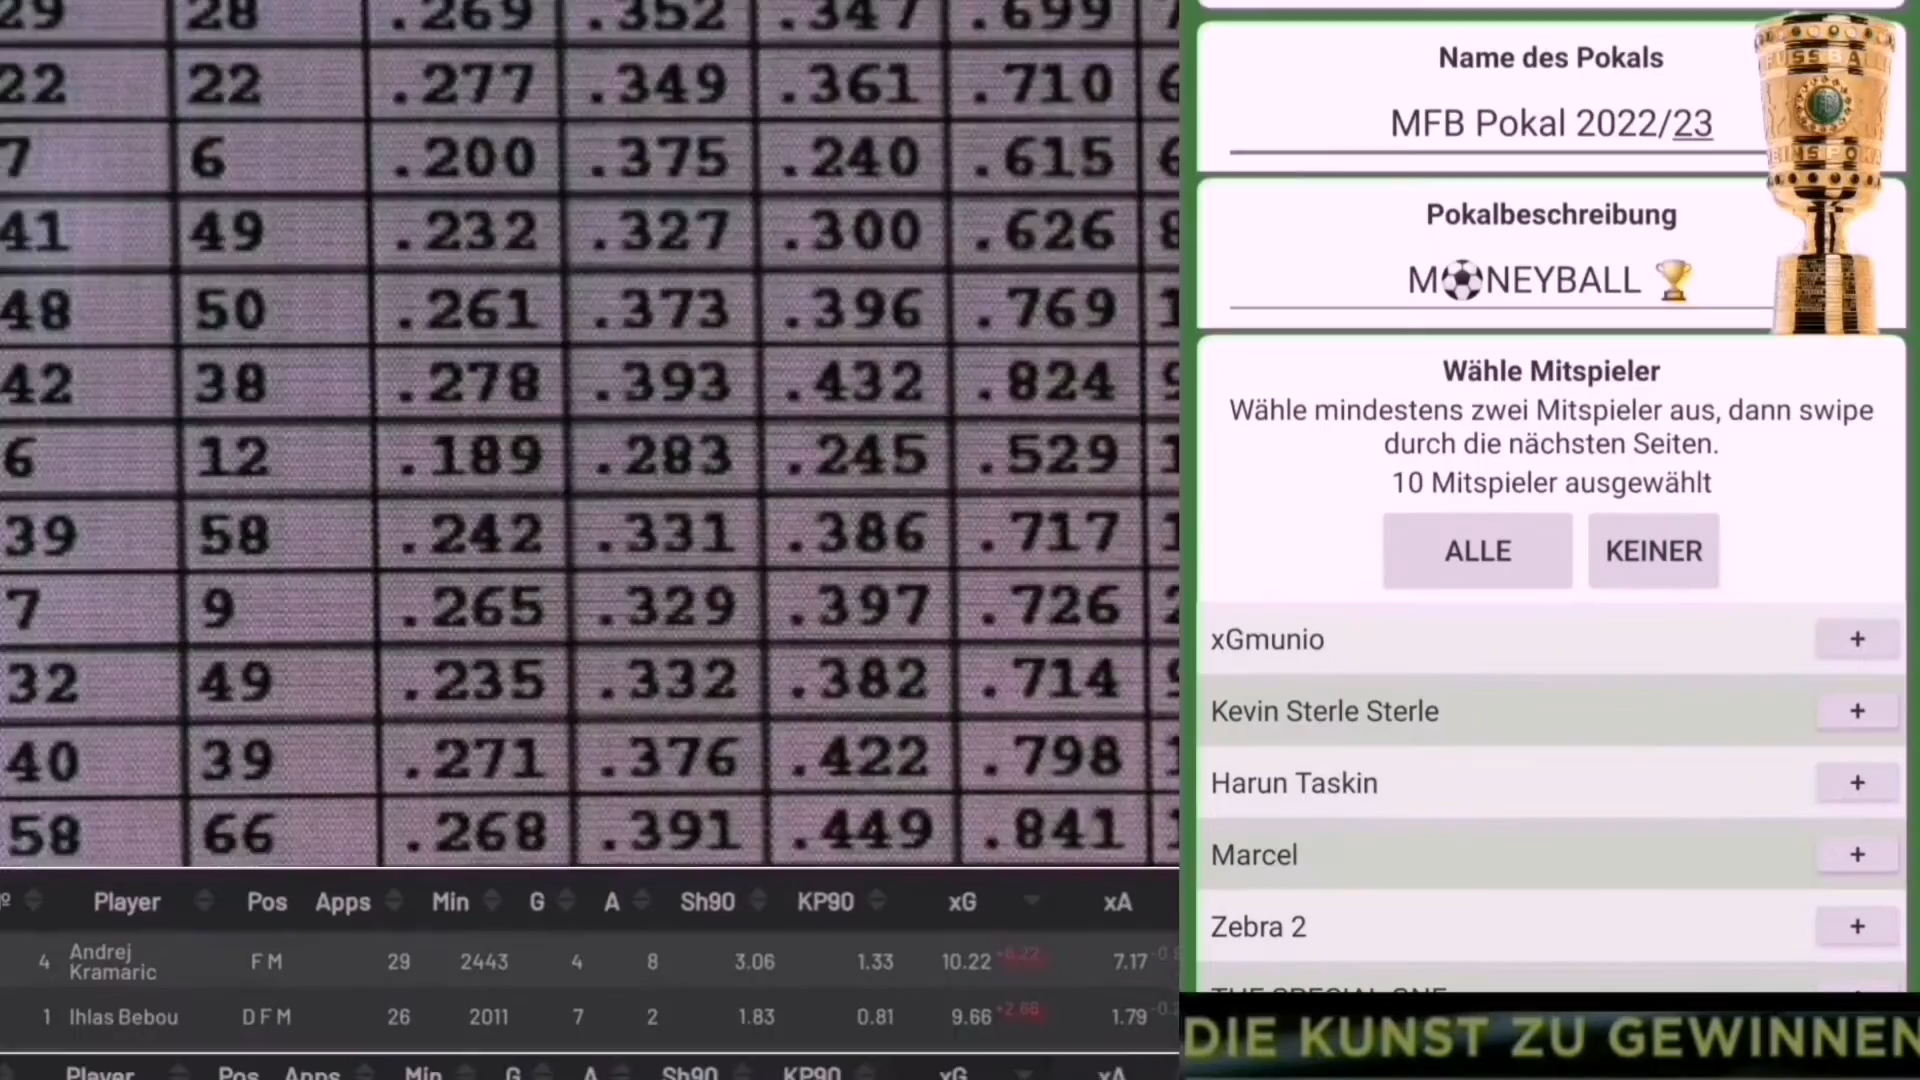 29 28 .269 .352 .347 .699
22 22 .277 .349 .361 .710
7 6 .200 .375 .240 .615
41 49 .232 .327 .300 .626
48 50 .261 .373 .396 .769
42 38 .278 .393 .432 .824
6 12 .189 .283 .245 .529
39 58 .242 .331 .386 .717
7 9 .265 .329 .397 .726
32 49 .235 .332 .382 .714
40 39 .271 .376 .422 .798
58 66 .268 .391 .449 .841
Player Pos Apps Min G A Sh90 KP90 xG xA
4 Andrej Kramaric F M 29 2443 4 8 3.06 1.33 10.22 +6.22 7.17
1 Ihlas Bebou D F M 26 2011 7 2 1.83 0.81 9.66 +2.66 1.79
Player Pos Apps Min G A Sh90 KP90 xG xA
Name des Pokals
MFB Pokal 2022/23
Pokalbeschreibung
M⚽NEYBALL 🏆
FUSSBALL
Wähle Mitspieler
Wähle mindestens zwei Mitspieler aus, dann swipe
durch die nächsten Seiten.
10 Mitspieler ausgewählt
ALLE KEINER
xGmunio +
Kevin Sterle Sterle +
Harun Taskin +
Marcel +
Zebra 2 +
THE SPECIAL ONE
DIE KUNST ZU GEWINNEN